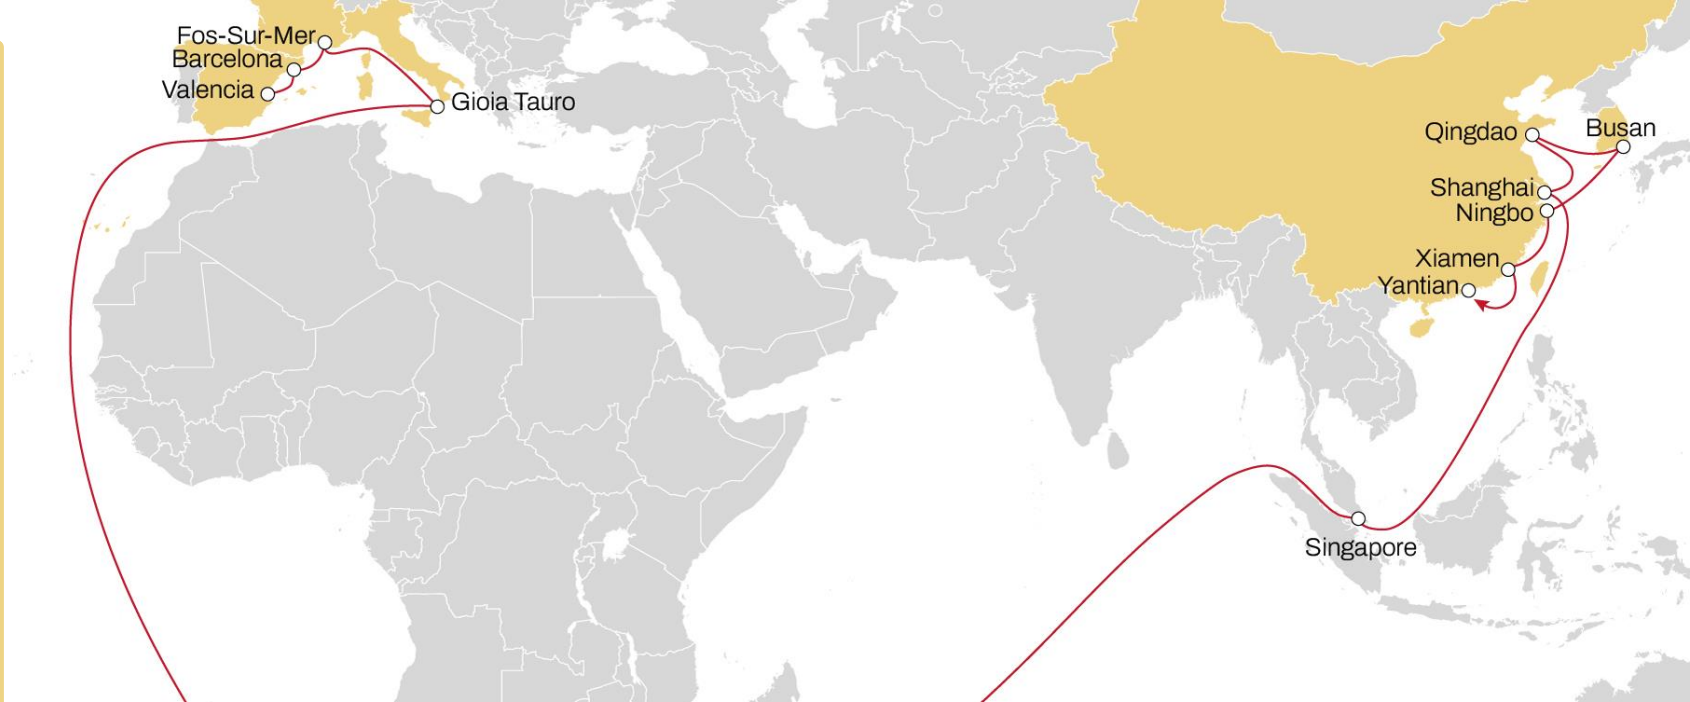 Fos-Sur-Mer
Barcelona
Valencia
Gioia Tauro
Qingdao
Busan
Shanghai
Ningbo
Xiamen
Yantian
Singapore